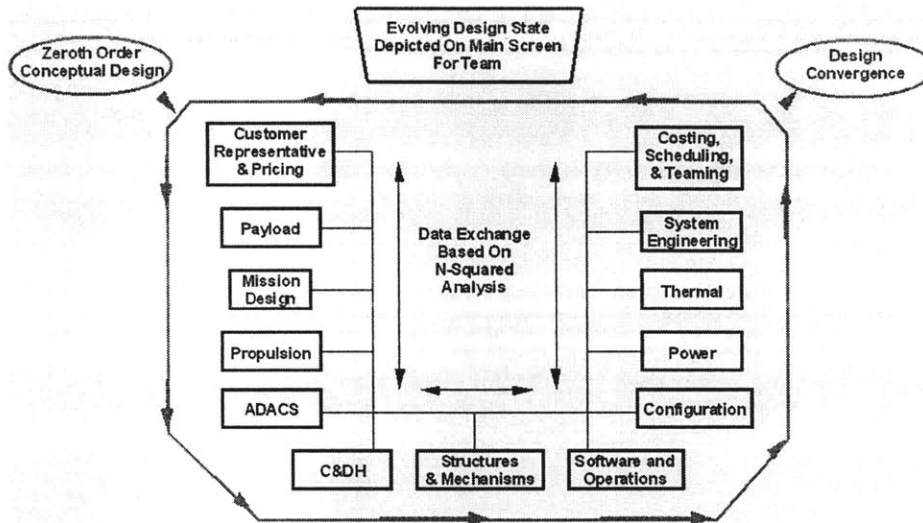 Evolving Design State
Depicted On Main Screen
For Team
Zeroth Order
Conceptual Design
Design
Convergence
Customer
Representative
& Pricing
Costing,
Scheduling,
& Teaming
Payload
System
Engineering
Data Exchange
Based On
N-Squared
Analysis
Mission
Design
Thermal
Propulsion
Power
ADACS
Configuration
C&DH
Structures
& Mechanisms
Software and
Operations